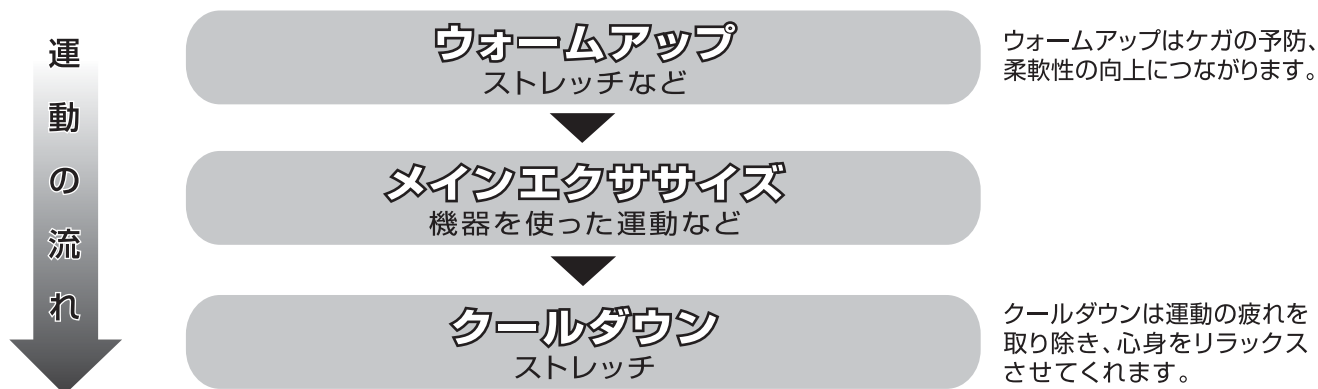 運動の流れ
ウォームアップ
ストレッチなど
ウォームアップはケガの予防、
柔軟性の向上につながります。
メインエクササイズ
機器を使った運動など
クールダウン
ストレッチ
クールダウンは運動の疲れを
取り除き、心身をリラックス
させてくれます。